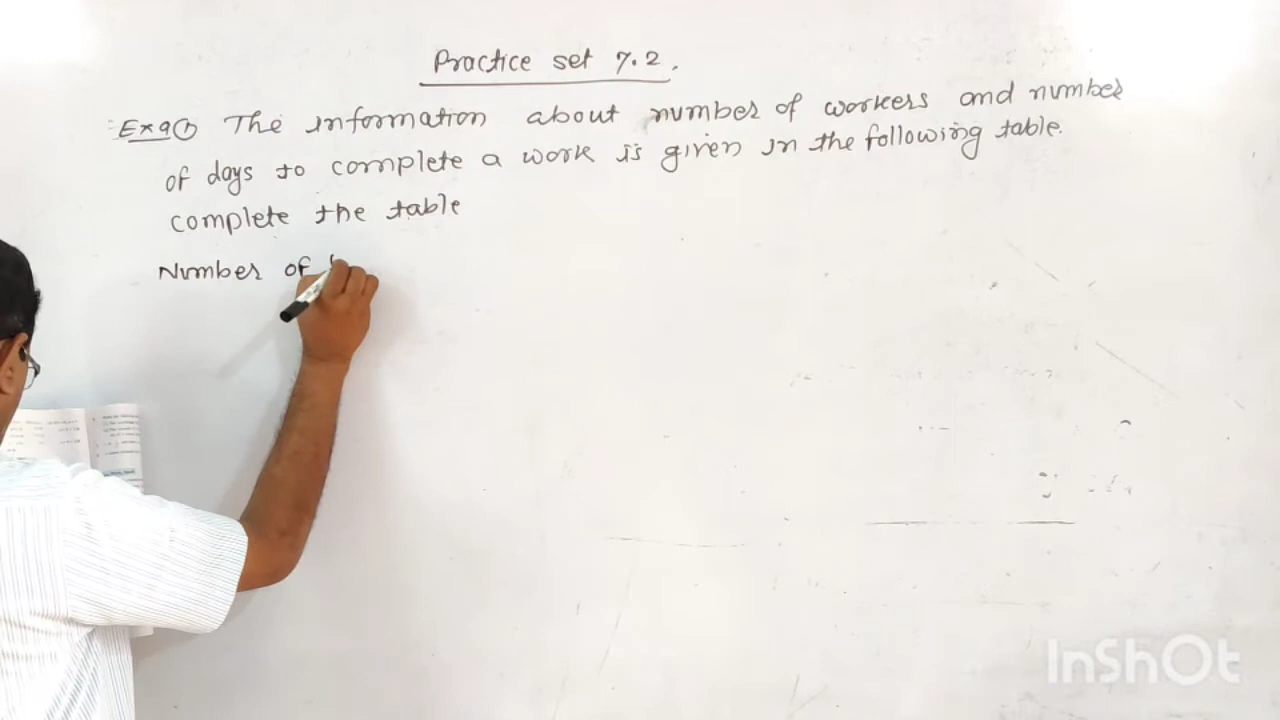 Practice set 7.2.
Ex ① The information about number of workers and number
of days to complete a work is given in the following table.
complete the table
Number of
InShOt